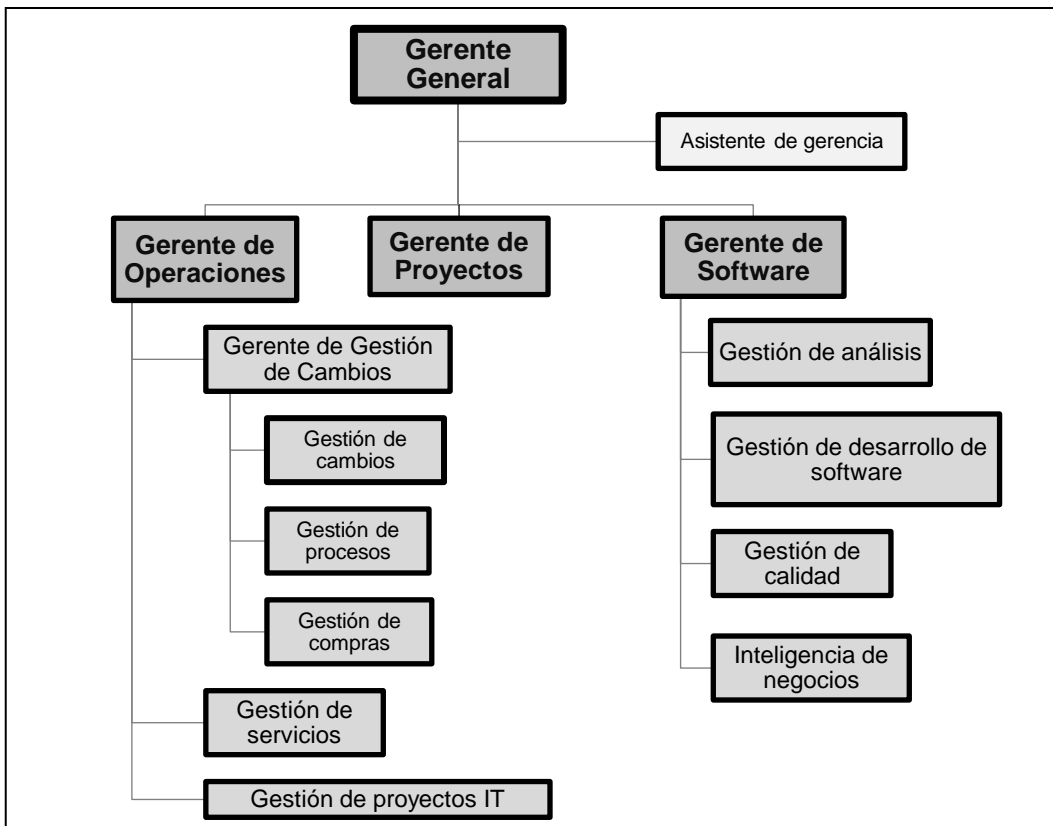 Gerente
General
Asistente de gerencia
Gerente de
Operaciones
Gerente de
Proyectos
Gerente de
Software
Gerente de Gestión
de Cambios
Gestión de
cambios
Gestión de
procesos
Gestión de
compras
Gestión de
servicios
Gestión de proyectos IT
Gestión de análisis
Gestión de desarrollo de
software
Gestión de
calidad
Inteligencia de
negocios